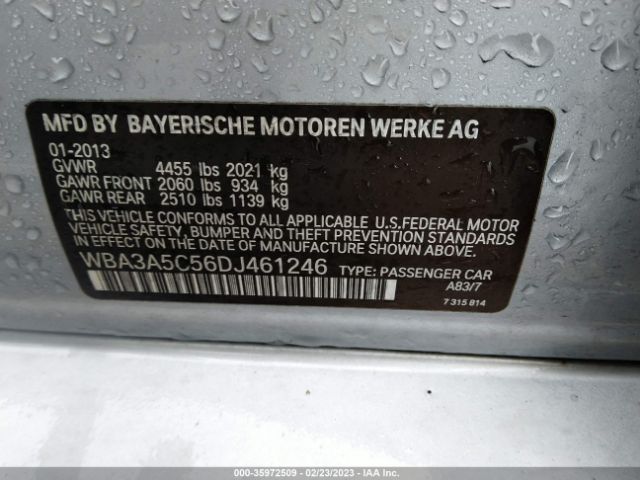 MFD BY BAYERISCHE MOTOREN WERKE AG
01-2013
GVWR 4455 lbs 2021 kg
GAWR FRONT 2060 lbs 934 kg
GAWR REAR 2510 lbs 1139 kg
THIS VEHICLE CONFORMS TO ALL APPLICABLE U.S.FEDERAL MOTOR
VEHICLE SAFETY, BUMPER AND THEFT PREVENTION STANDARDS
IN EFFECT ON THE DATE OF MANUFACTURE SHOWN ABOVE.
WBA3A5C56DJ461246 TYPE: PASSENGER CAR
A83/7
7 315 814
000-35972509 - 02/23/2023 - IAA Inc.